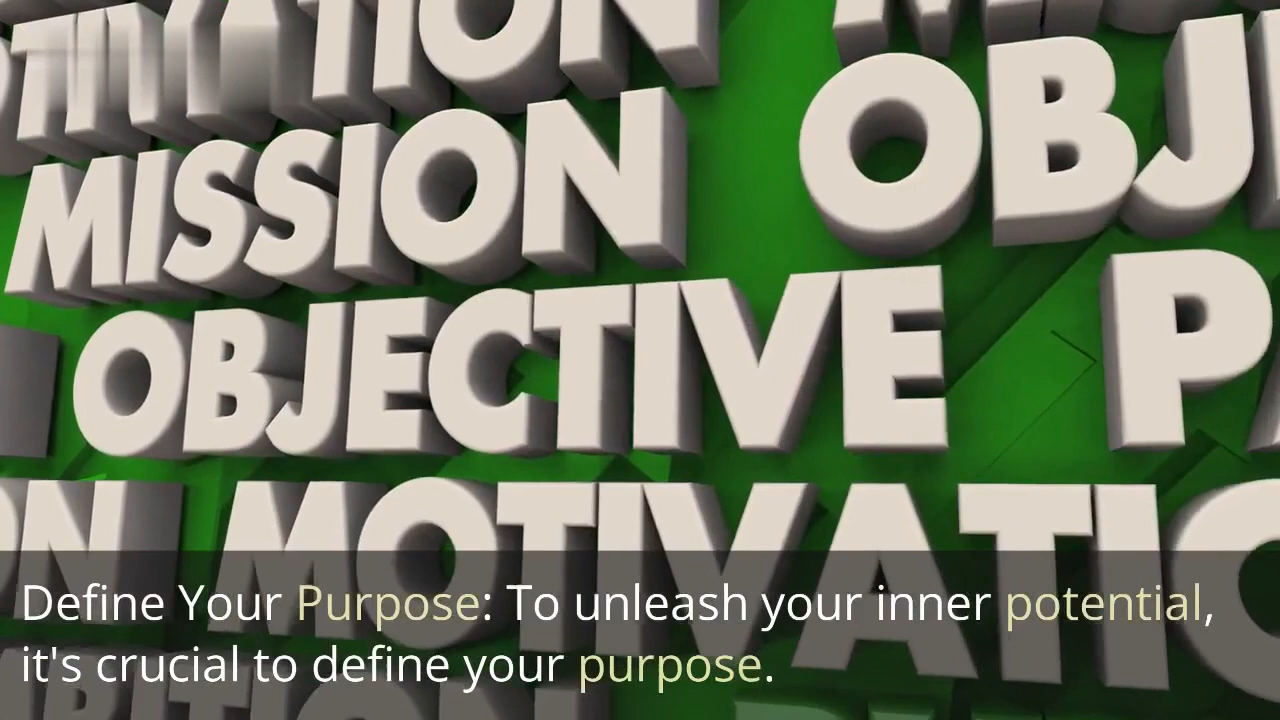 MISSION OBJ
OBJECTIVE P
MOTIVATIO
Define Your Purpose: To unleash your inner potential,
it's crucial to define your purpose.